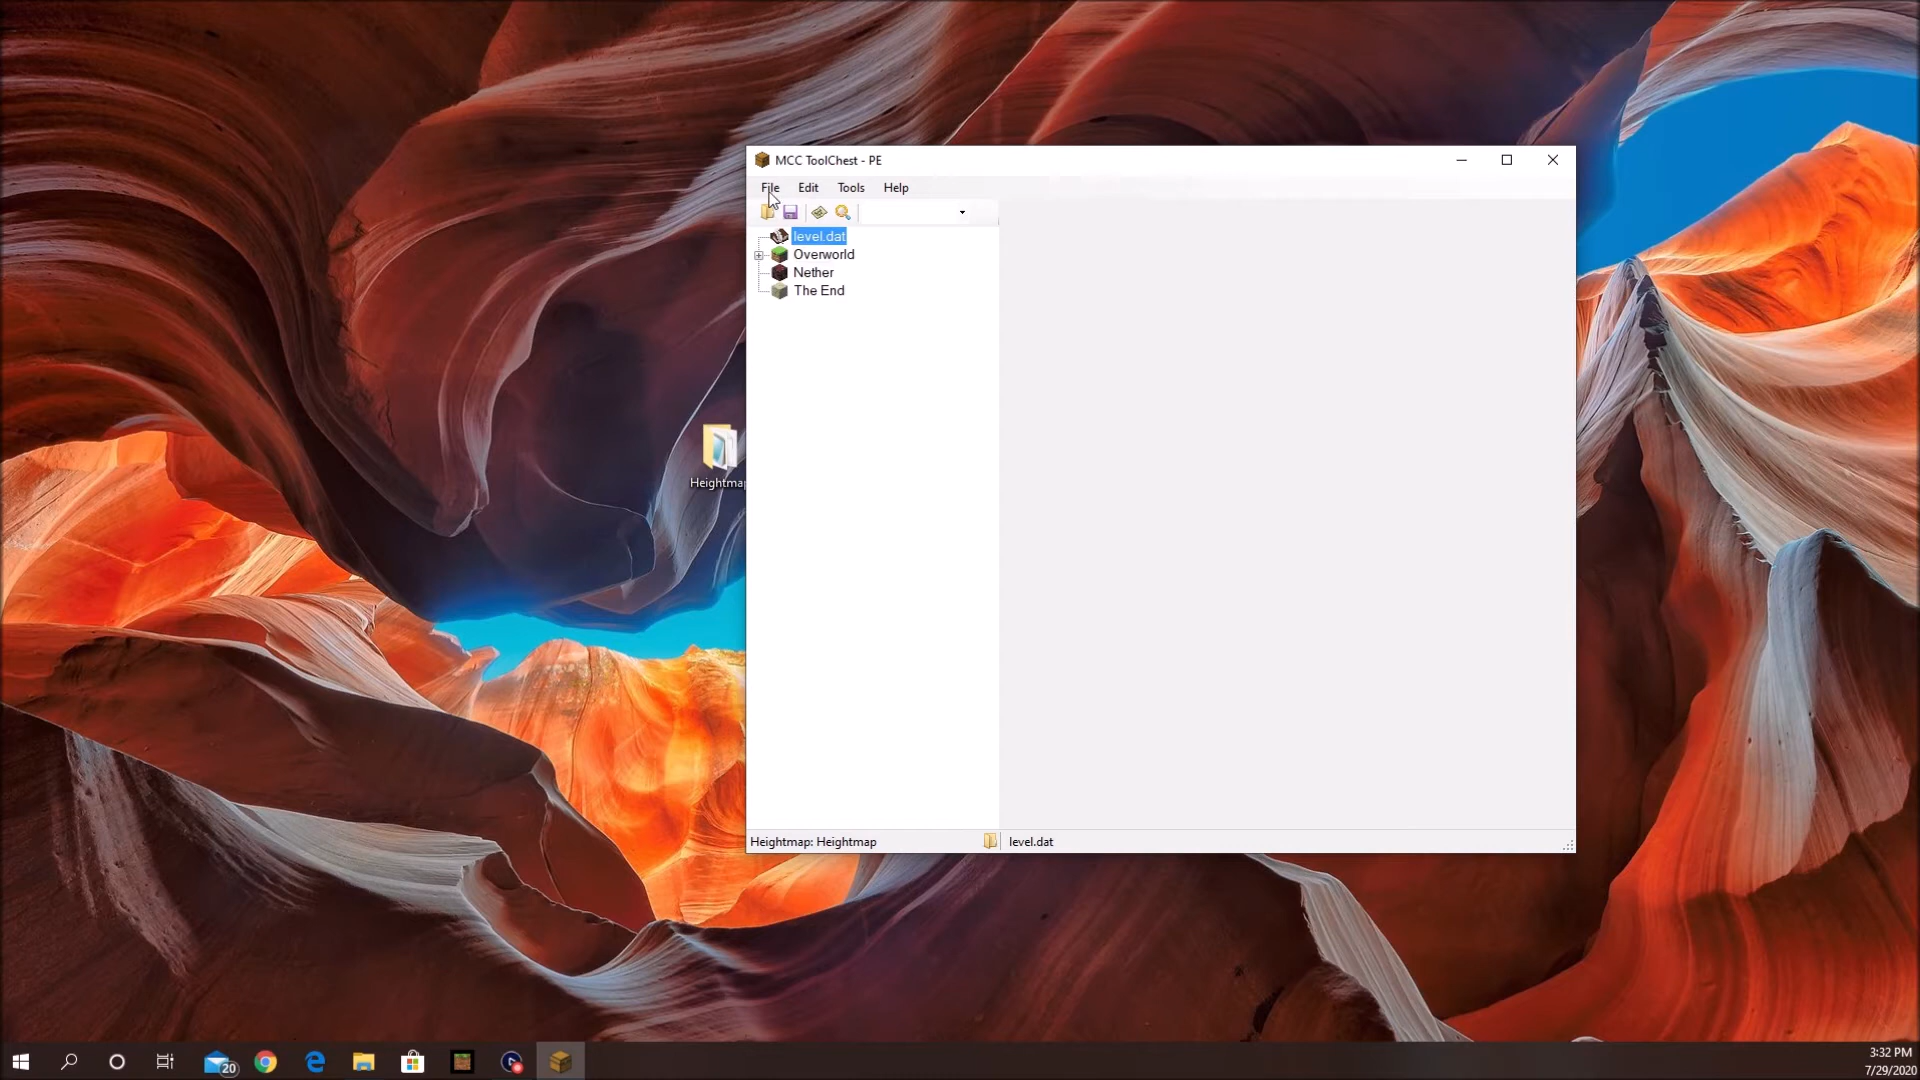 MCC ToolChest - PE
File Edit Tools Help
level.dat
Overworld
Nether
The End
Heightmap
Heightmap: Heightmap
level.dat
20
3:32 PM
7/29/2020